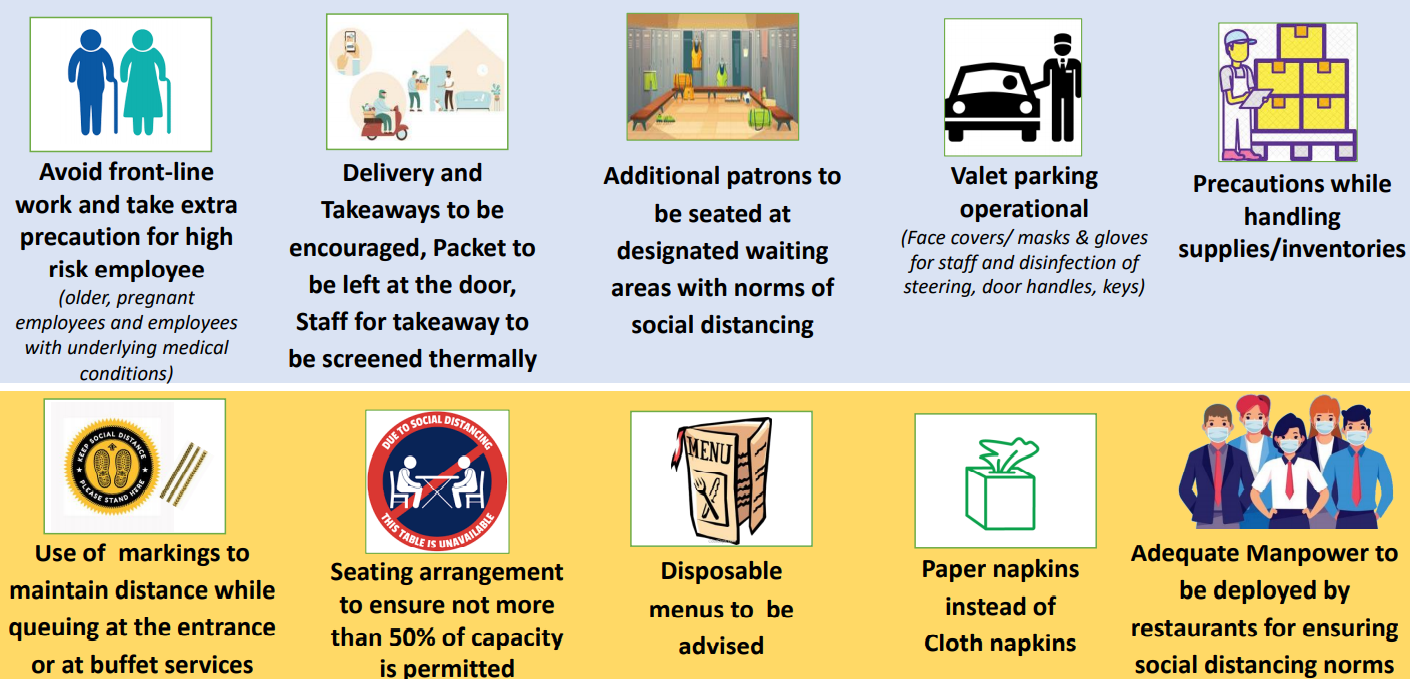 Avoid front-line
work and take extra
precaution for high
risk employee
(older, pregnant
employees and employees
with underlying medical
conditions)
Delivery and
Takeaways to be
encouraged, Packet to
be left at the door,
Staff for takeaway to
be screened thermally
Additional patrons to
be seated at
designated waiting
areas with norms of
social distancing
Valet parking
operational
(Face covers/ masks & gloves
for staff and disinfection of
steering, door handles, keys)
Precautions while
handling
supplies/inventories
KEEP SOCIAL DISTANCE
PLEASE STAND HERE
Use of markings to
maintain distance while
queuing at the entrance
or at buffet services
DUE TO SOCIAL DISTANCING
THIS TABLE IS UNAVAILABLE
Seating arrangement
to ensure not more
than 50% of capacity
is permitted
MENU
Disposable
menus to be
advised
Paper napkins
instead of
Cloth napkins
Adequate Manpower to
be deployed by
restaurants for ensuring
social distancing norms